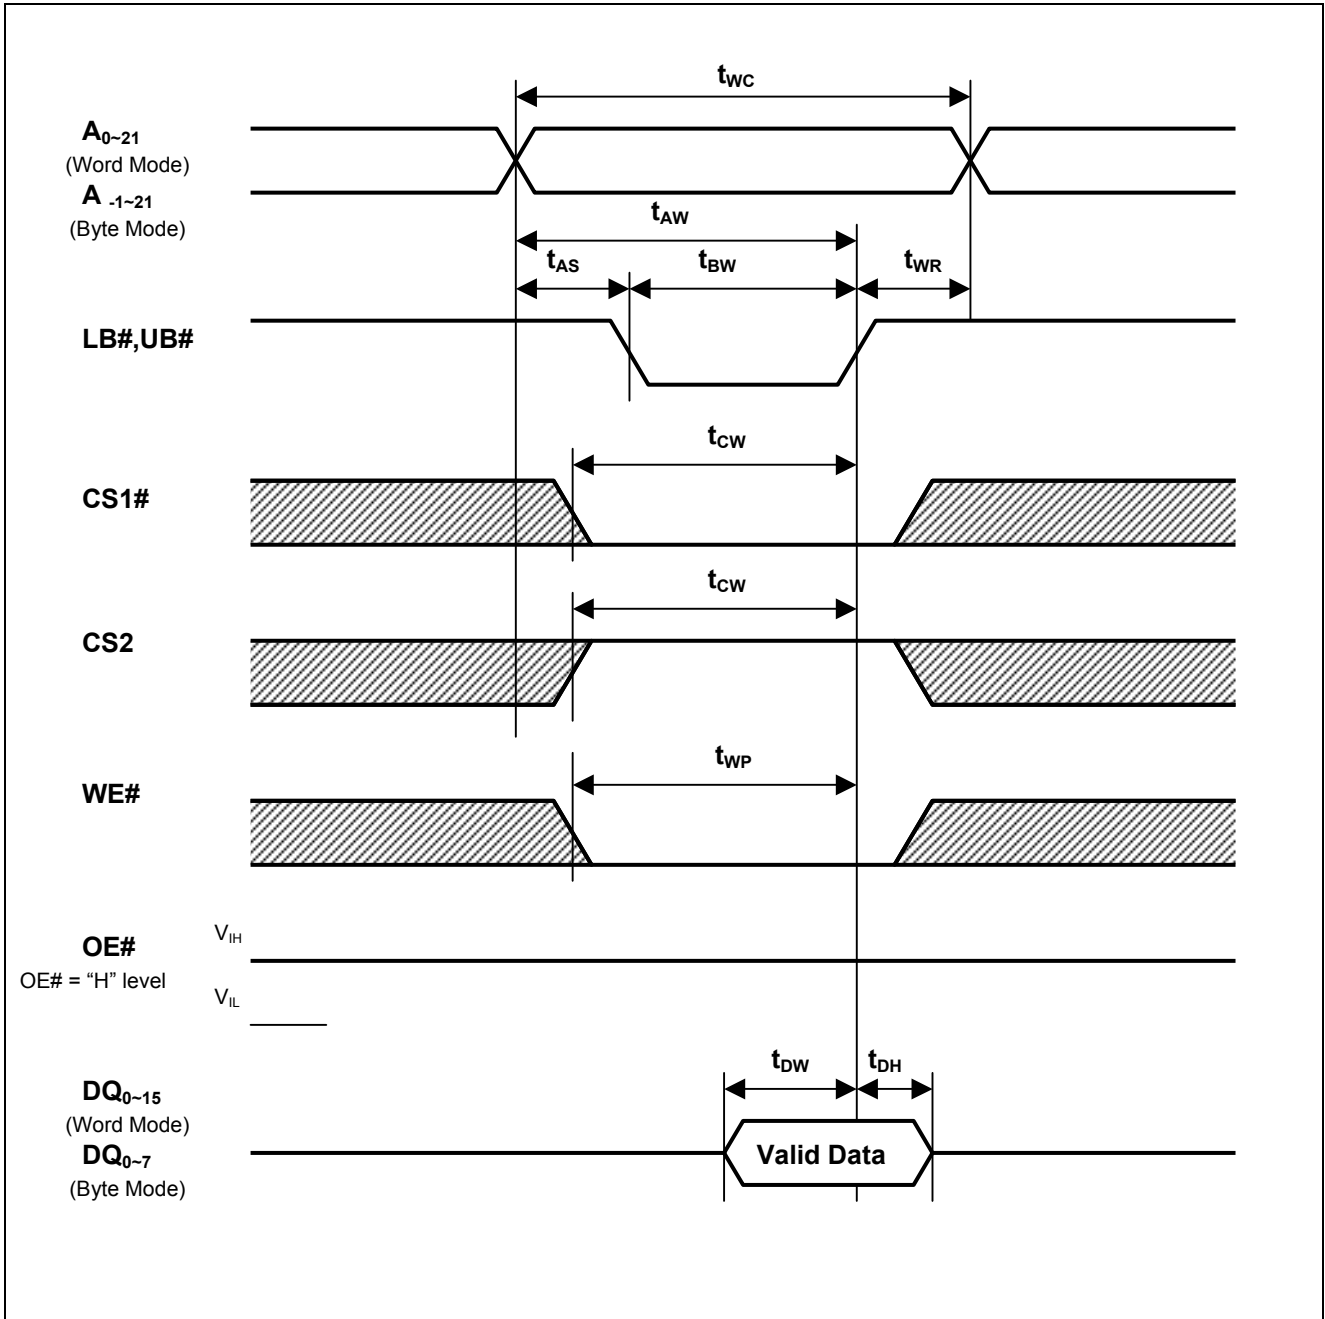 tWC
A0~21
(Word Mode)
A -1~21
(Byte Mode)
tAW
tAS
tBW
tWR
LB#,UB#
tCW
CS1#
tCW
CS2
tWP
WE#
VIH
OE#
OE# = “H” level
VIL
tDW
tDH
DQ0~15
(Word Mode)
DQ0~7
(Byte Mode)
Valid Data